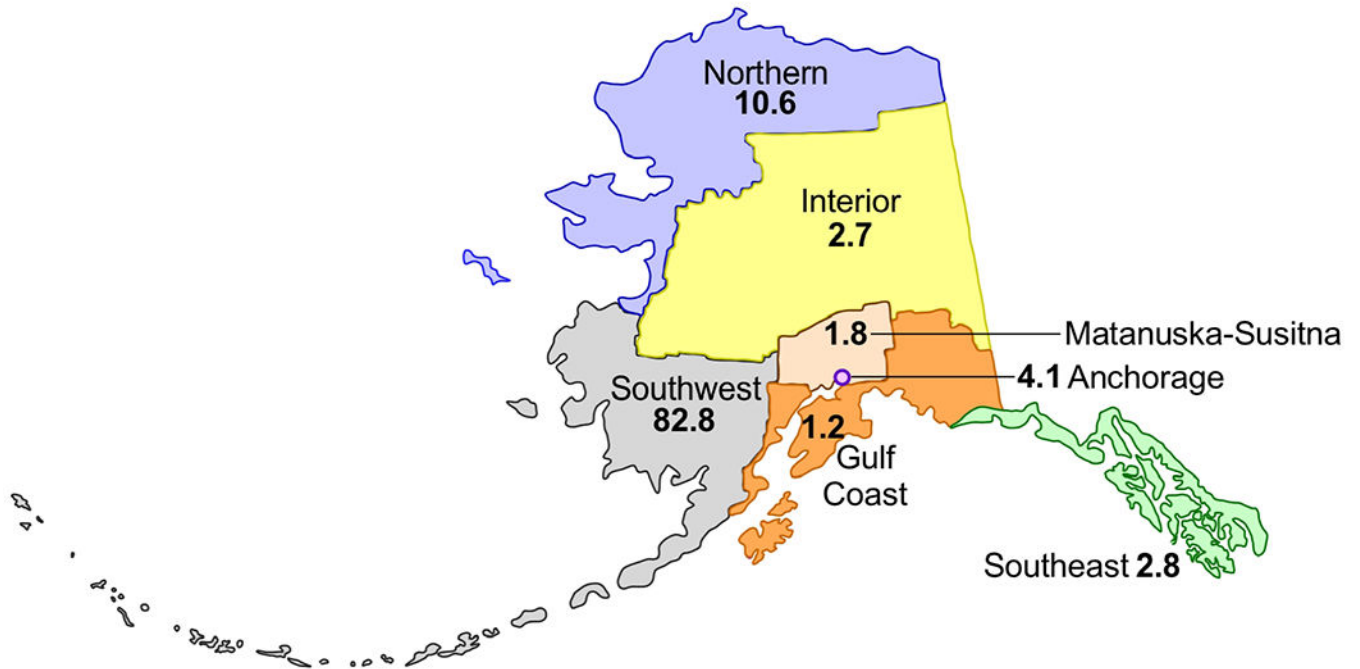 Northern
10.6
Interior
2.7
1.8 Matanuska-Susitna
4.1 Anchorage
Southwest
82.8
1.2
Gulf
Coast
Southeast 2.8